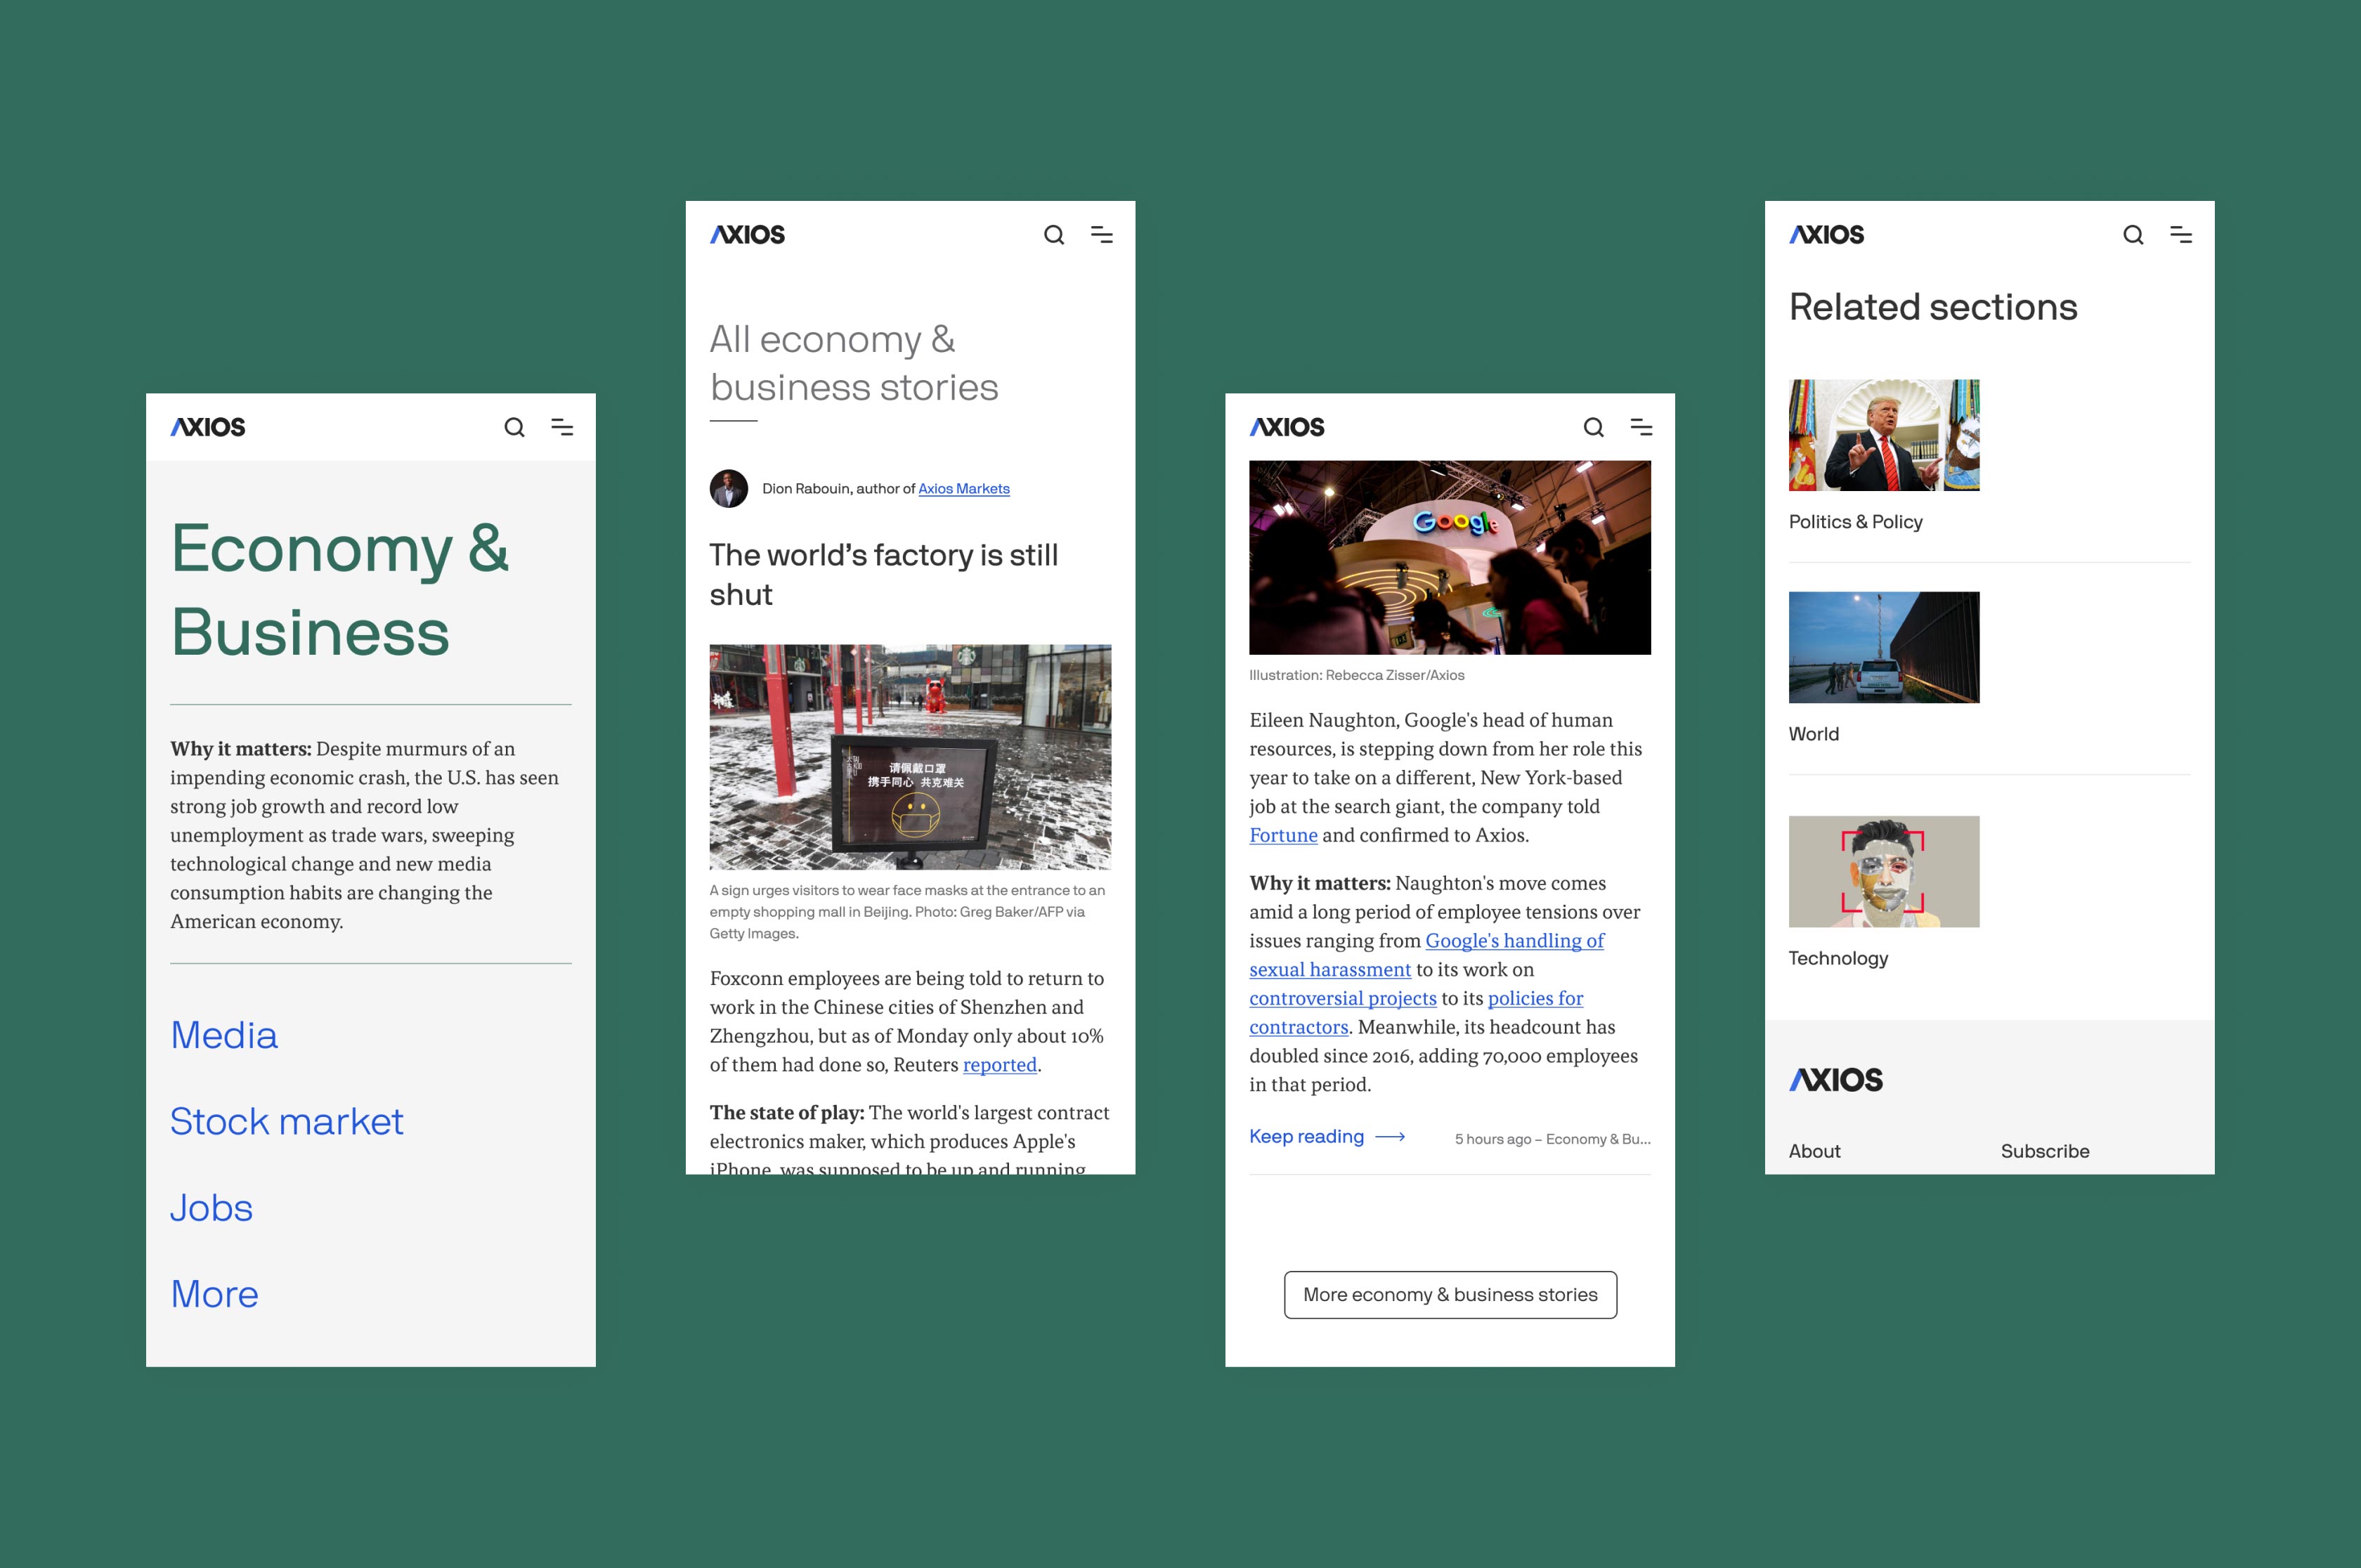 AXIOS
Economy &
Business
Why it matters: Despite murmurs of an
impending economic crash, the U.S. has seen
strong job growth and record low
unemployment as trade wars, sweeping
technological change and new media
consumption habits are changing the
American economy.
Media
Stock market
Jobs
More
AXIOS
All economy &
business stories
Dion Rabouin, author of Axios Markets
The world’s factory is still
shut
请佩戴口罩
携手同心 共克难关
A sign urges visitors to wear face masks at the entrance to an
empty shopping mall in Beijing. Photo: Greg Baker/AFP via
Getty Images.
Foxconn employees are being told to return to
work in the Chinese cities of Shenzhen and
Zhengzhou, but as of Monday only about 10%
of them had done so, Reuters reported.
The state of play: The world's largest contract
electronics maker, which produces Apple's
iPhone, was supposed to be up and running
AXIOS
Google
Illustration: Rebecca Zisser/Axios
Eileen Naughton, Google's head of human
resources, is stepping down from her role this
year to take on a different, New York-based
job at the search giant, the company told
Fortune and confirmed to Axios.
Why it matters: Naughton's move comes
amid a long period of employee tensions over
issues ranging from Google's handling of
sexual harassment to its work on
controversial projects to its policies for
contractors. Meanwhile, its headcount has
doubled since 2016, adding 70,000 employees
in that period.
Keep reading
5 hours ago – Economy & Bu...
More economy & business stories
AXIOS
Related sections
Politics & Policy
World
Technology
AXIOS
About
Subscribe